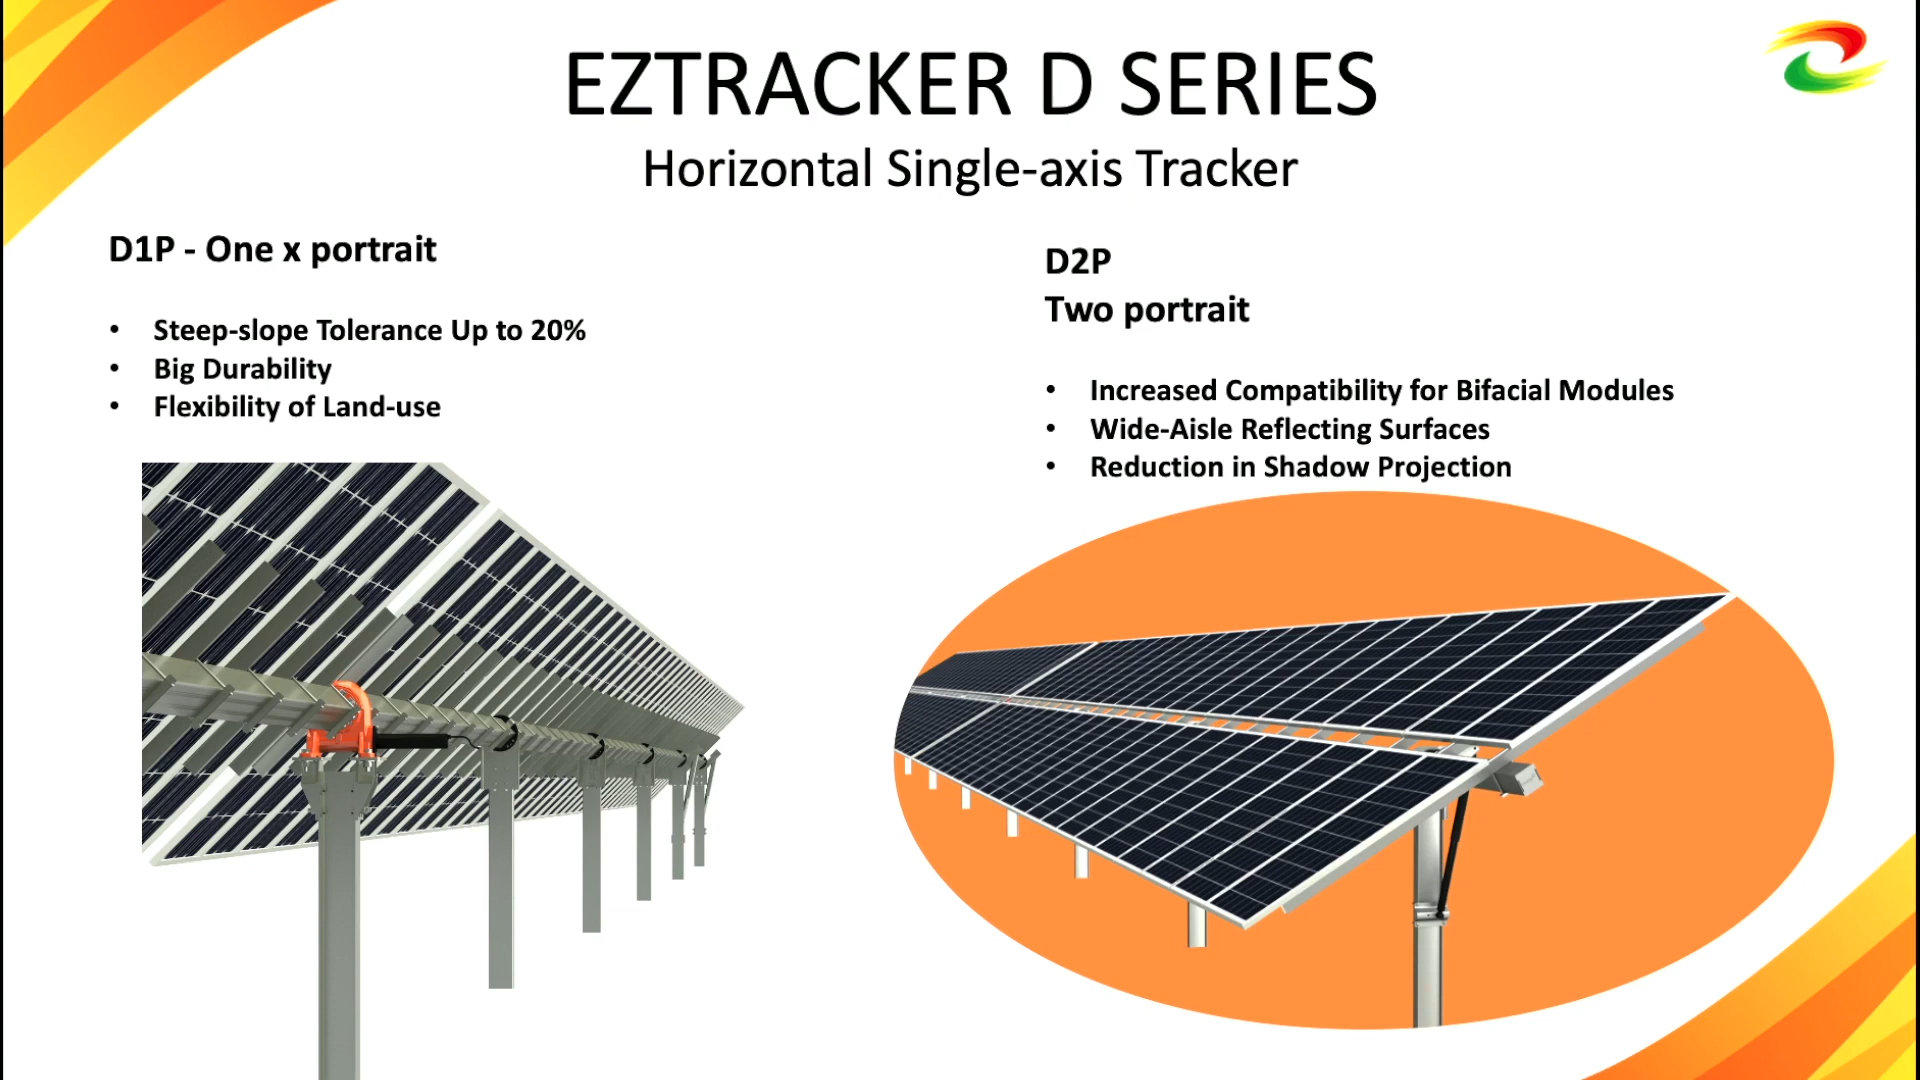 EZTRACKER D SERIES
Horizontal Single-axis Tracker
D1P - One x portrait
• Steep-slope Tolerance Up to 20%
• Big Durability
• Flexibility of Land-use
D2P
Two portrait
• Increased Compatibility for Bifacial Modules
• Wide-Aisle Reflecting Surfaces
• Reduction in Shadow Projection